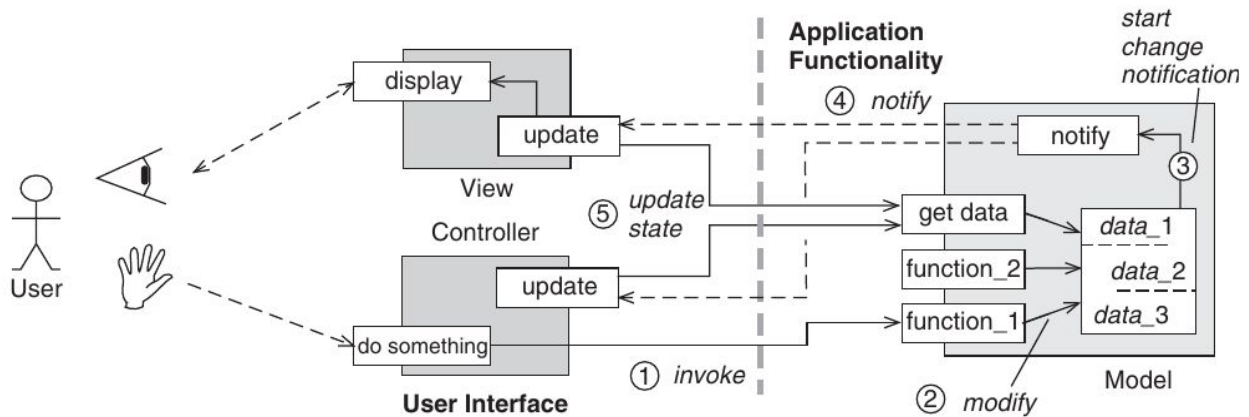 Application
Functionality
start
change
notification
display
④ notify
update
notify
③
View
⑤ update
state
get data
data_1
Controller
function_2
data_2
User
update
function_1
data_3
do something
① invoke
Model
② modify
User Interface